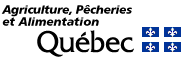 Agriculture, Pêcheries
et Alimentation
Québec